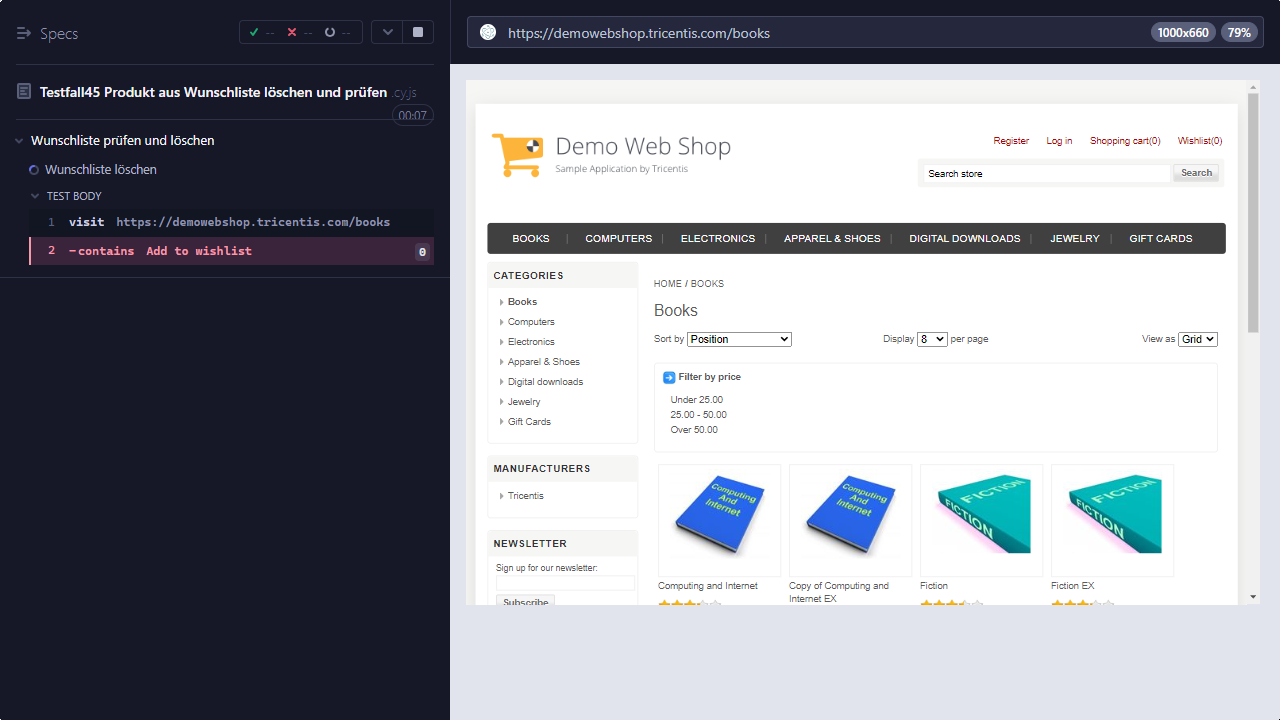 Specs
--
--
--
https://demowebshop.tricentis.com/books
1000x660
79%
Testfall45 Produkt aus Wunschliste löschen und prüfen .cy.js
00:07
Wunschliste prüfen und löschen
Wunschliste löschen
TEST BODY
1 visit https://demowebshop.tricentis.com/books
2 -contains Add to wishlist 0
Demo Web Shop
Sample Application by Tricentis
Register Log in Shopping cart(0) Wishlist(0)
Search store Search
BOOKS | COMPUTERS | ELECTRONICS | APPAREL & SHOES | DIGITAL DOWNLOADS | JEWELRY | GIFT CARDS
CATEGORIES
Books
Computers
Electronics
Apparel & Shoes
Digital downloads
Jewelry
Gift Cards
MANUFACTURERS
Tricentis
NEWSLETTER
Sign up for our newsletter:
Subscribe
HOME / BOOKS
Books
Sort by Position Display 8 per page View as Grid
Filter by price
Under 25.00
25.00 - 50.00
Over 50.00
Computing
And
Internet
Computing
And
Internet
FICTION
FICTION
FICTION
FICTION
Computing and Internet
Copy of Computing and
Internet EX
Fiction
Fiction EX